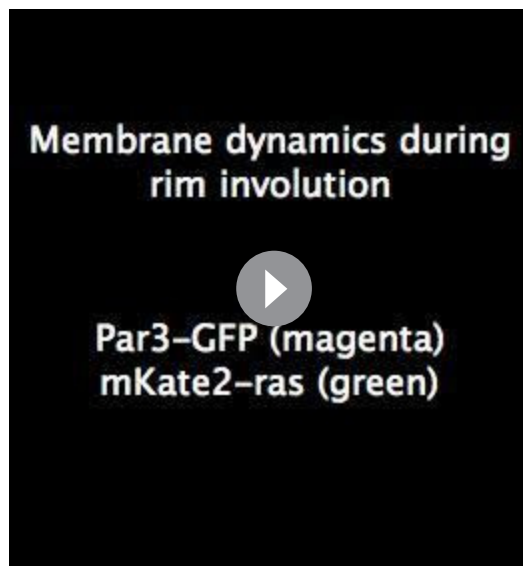 Membrane dynamics during
rim involution
Par3-GFP (magenta)
mKate2-ras (green)